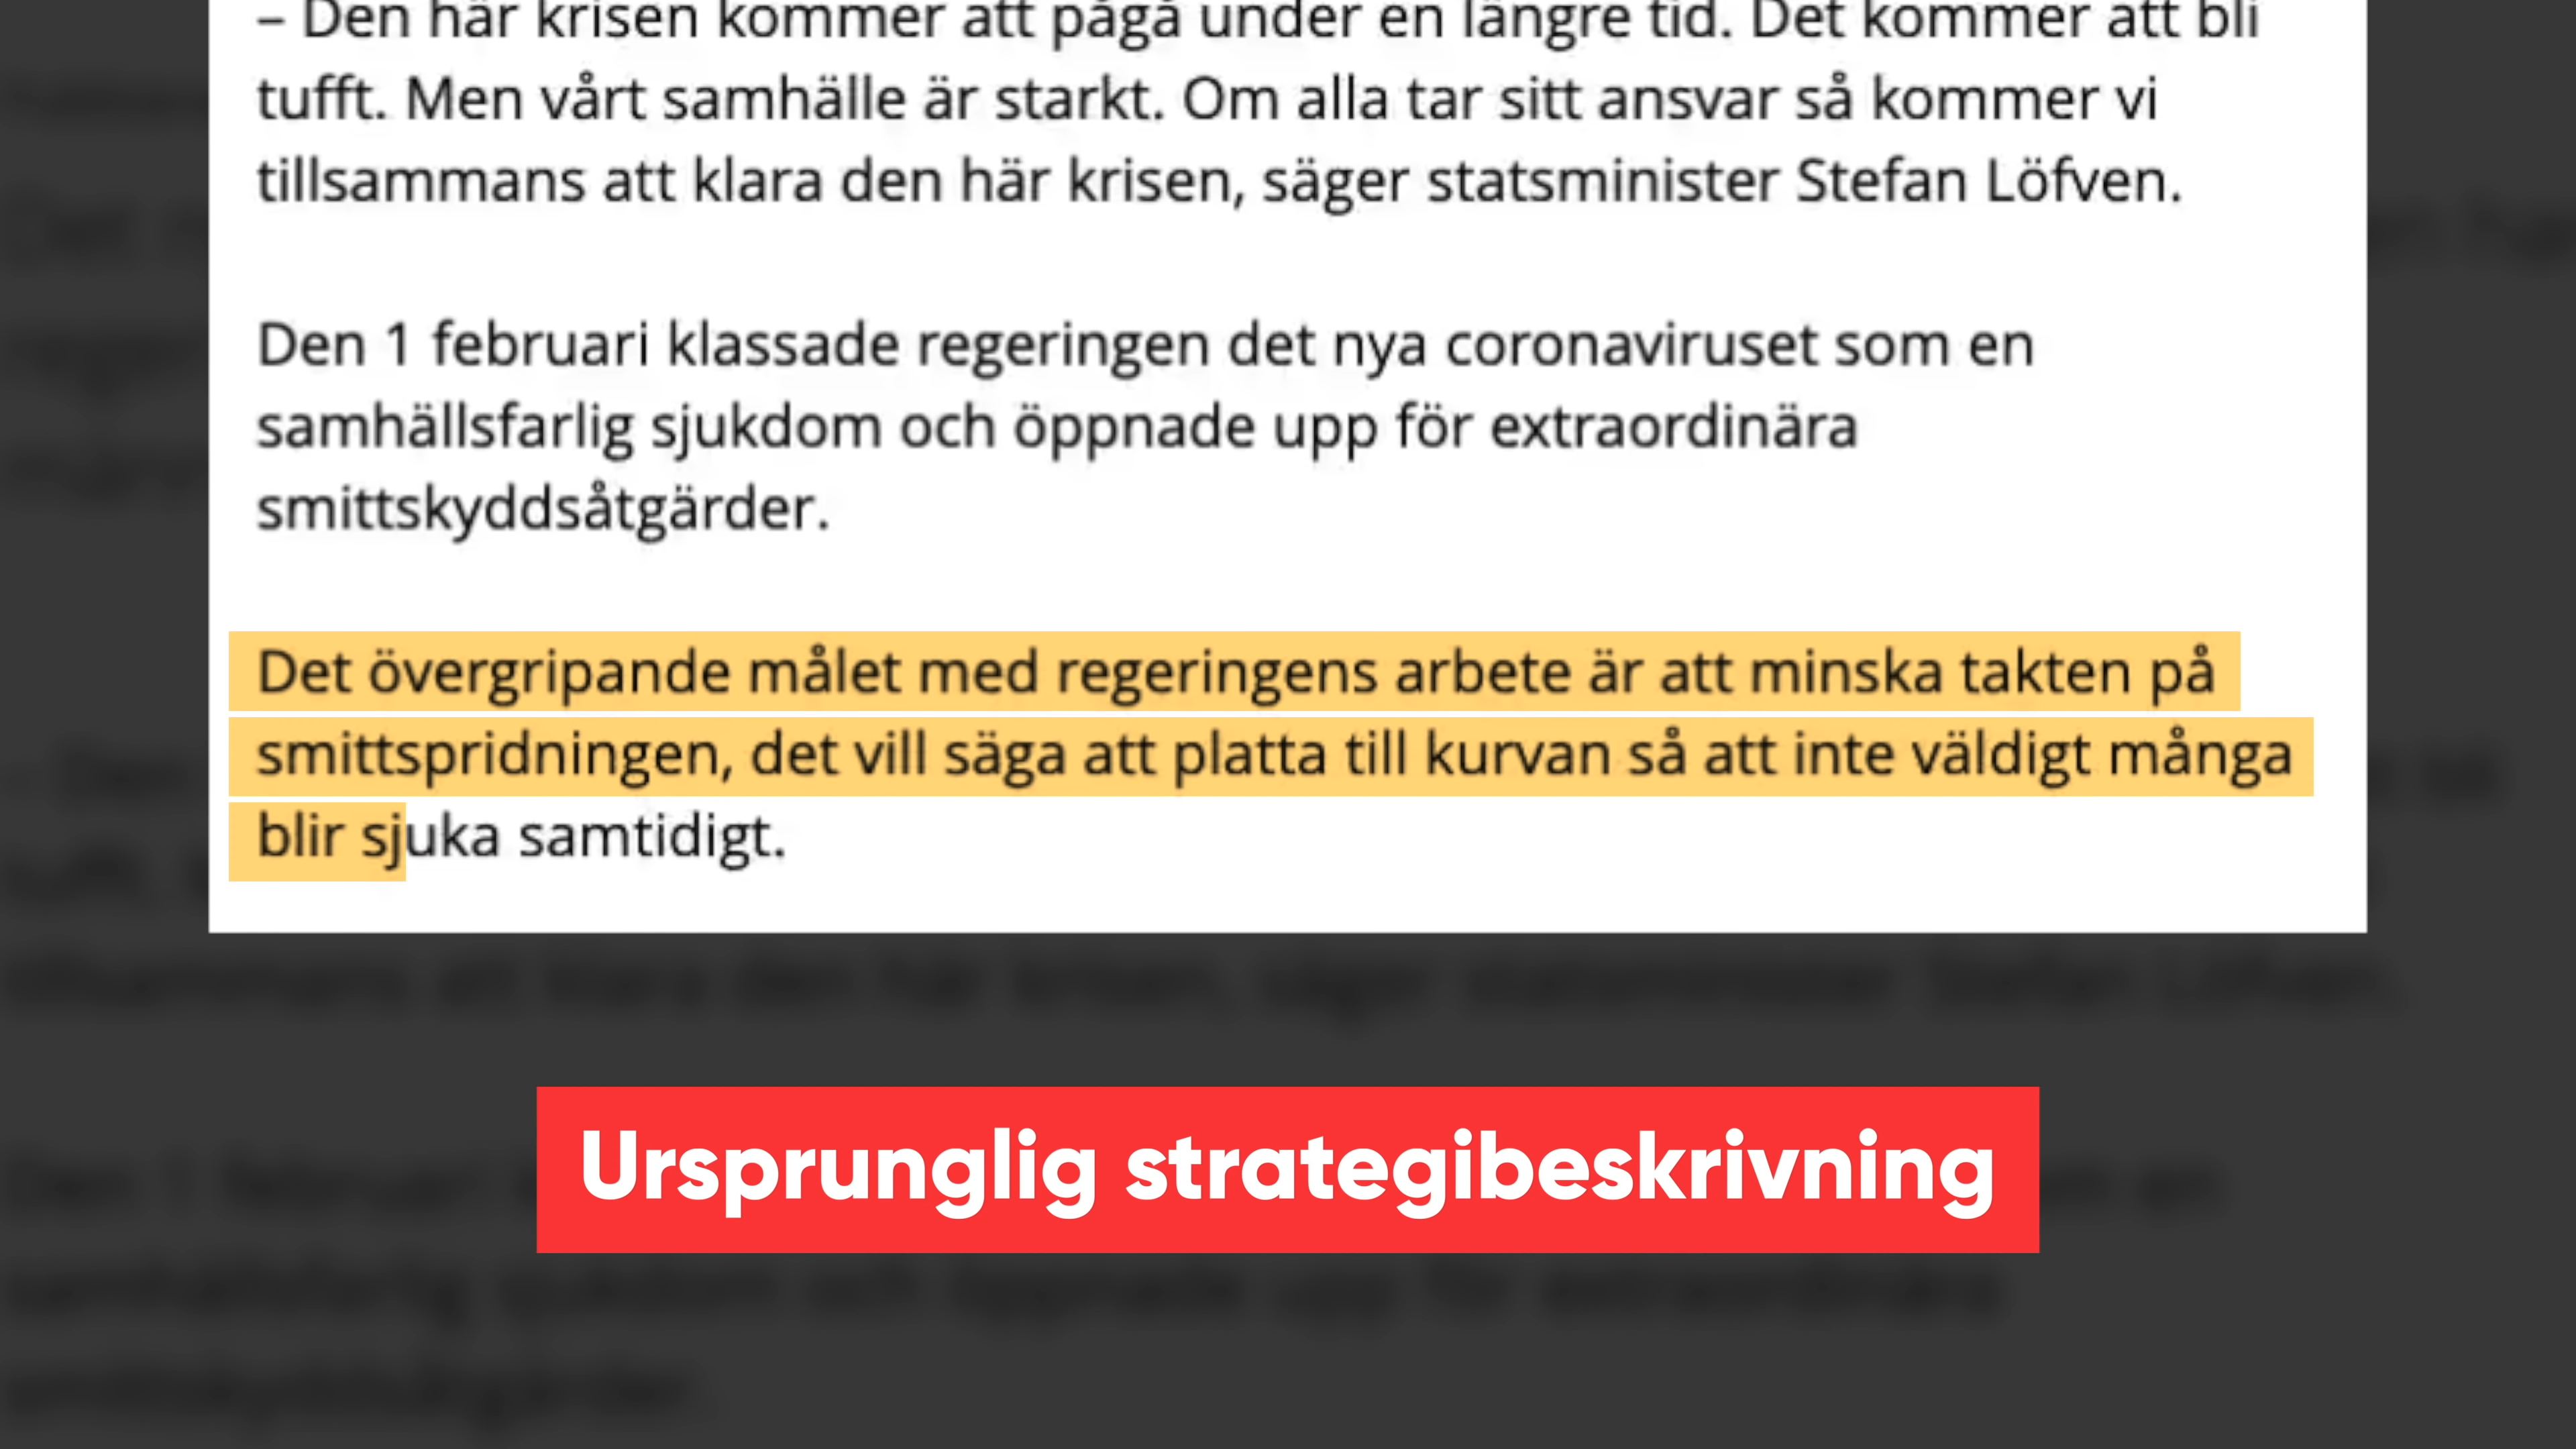 – Den här krisen kommer att pågå under en längre tid. Det kommer att bli
tufft. Men vårt samhälle är starkt. Om alla tar sitt ansvar så kommer vi
tillsammans att klara den här krisen, säger statsminister Stefan Löfven.
Den 1 februari klassade regeringen det nya coronaviruset som en
samhällsfarlig sjukdom och öppnade upp för extraordinära
smittskyddsåtgärder.
Det övergripande målet med regeringens arbete är att minska takten på
smittspridningen, det vill säga att platta till kurvan så att inte väldigt många
blir sjuka samtidigt.
Ursprunglig strategibeskrivning